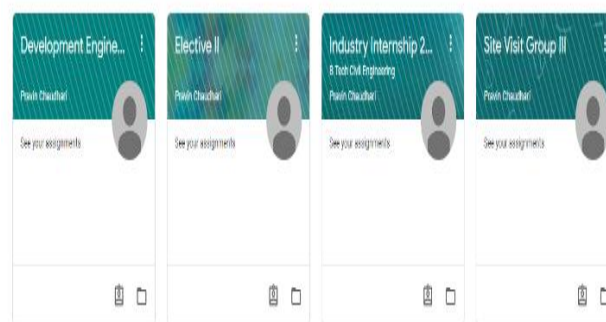 Development Engine...
Pravin Chaudhari
See your assignments
Elective II
Pravin Chaudhari
See your assignments
Industry Internship 2...
B Tech Civil Engineering
Pravin Chaudhari
See your assignments
Site Visit Group III
Pravin Chaudhari
See your assignments